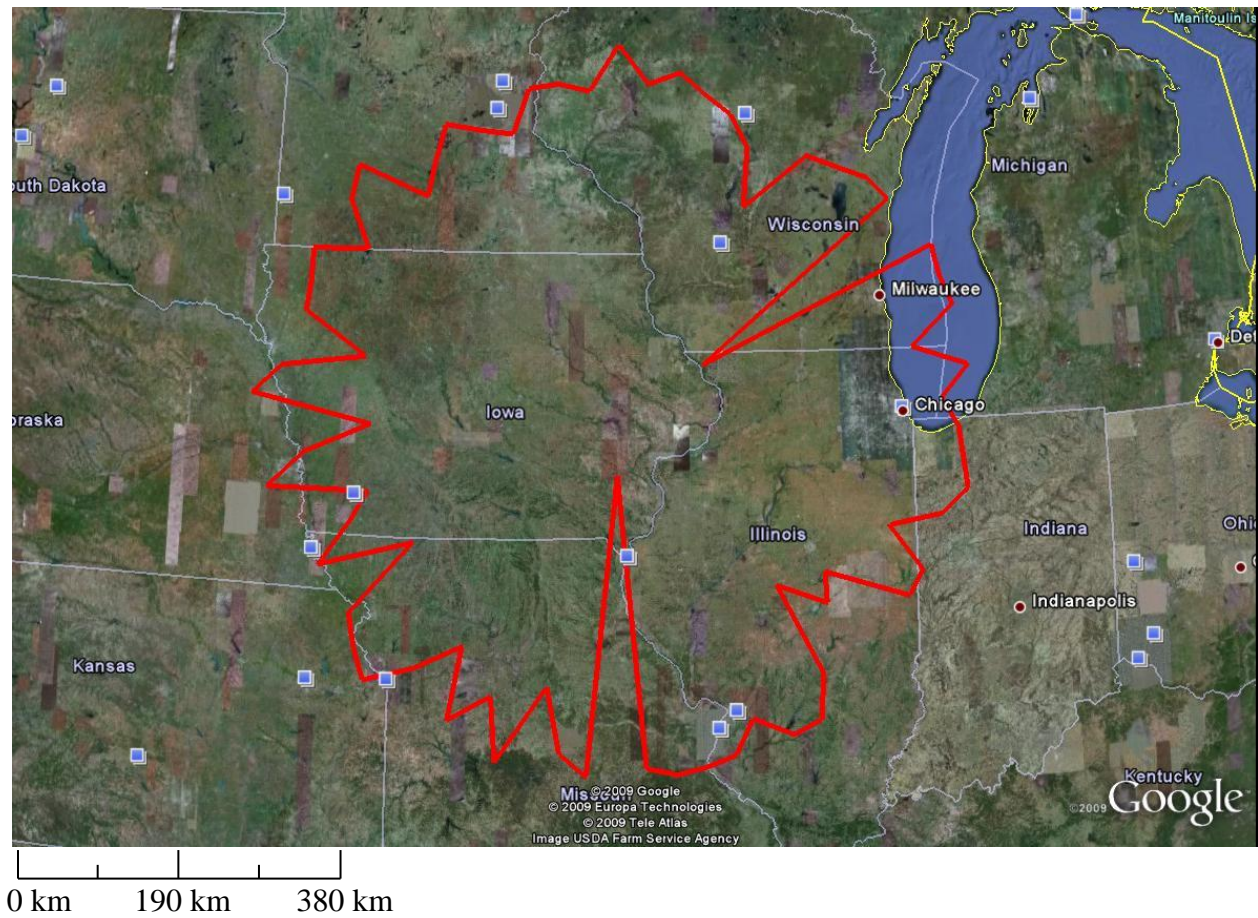 Manitoulin Is
Michigan
outh Dakota
Wisconsin
Milwaukee
Det
Chicago
Iowa
braska
Illinois
Indiana
Ohi
Indianapolis
Kansas
Kentucky
© 2009 Google
© 2009 Europa Technologies
© 2009 Tele Atlas
Image USDA Farm Service Agency
©2009 Google
0 km 190 km 380 km